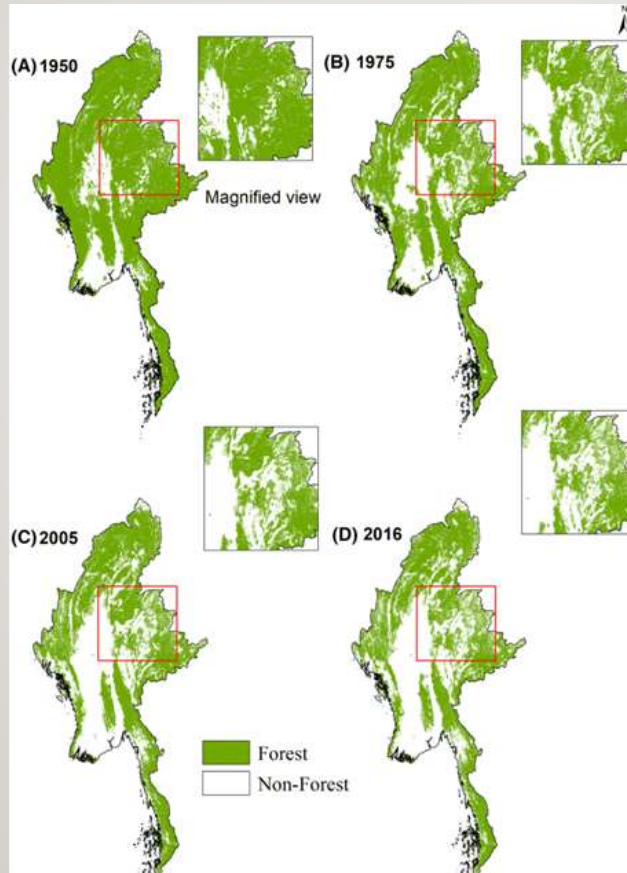 N
(A) 1950
(B) 1975
Magnified view
(C) 2005
(D) 2016
Forest
Non-Forest